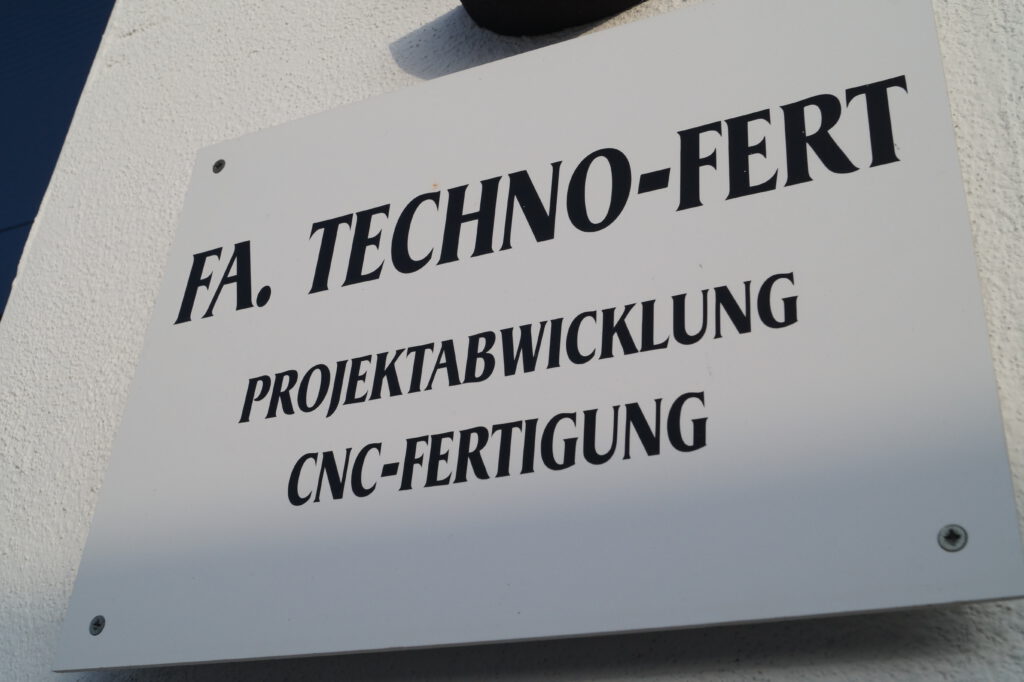 FA. TECHNO-FERT
PROJEKTABWICKLUNG
CNC-FERTIGUNG